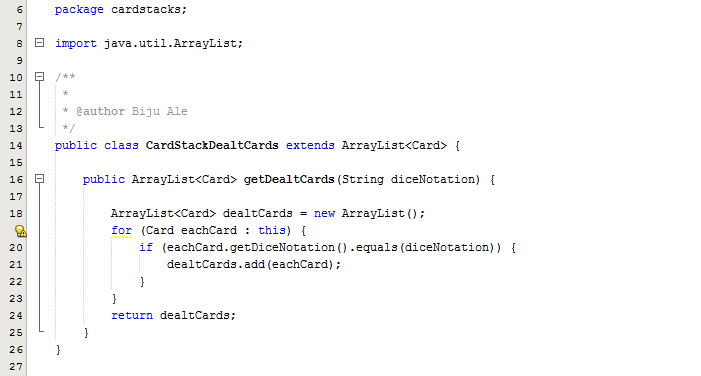 6 package cardstacks;
7
8 import java.util.ArrayList;
9
10 /**
11 *
12 * @author Biju Ale
13 */
14 public class CardStackDealtCards extends ArrayList<Card> {
15
16 public ArrayList<Card> getDealtCards(String diceNotation) {
17
18 ArrayList<Card> dealtCards = new ArrayList();
for (Card eachCard : this) {
20 if (eachCard.getDiceNotation().equals(diceNotation)) {
21 dealtCards.add(eachCard);
22 }
23 }
24 return dealtCards;
25 }
26 }
27